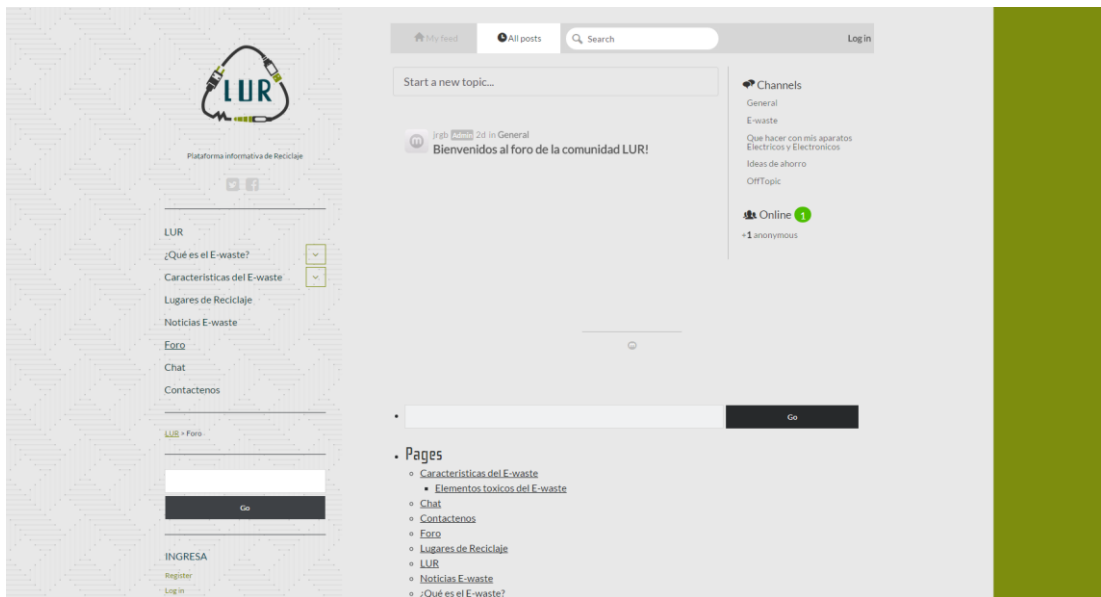 LUR
Plataforma informativa de Reciclaje
LUR
¿Qué es el E-waste?
Caracteristicas del E-waste
Lugares de Reciclaje
Noticias E-waste
Foro
Chat
Contactenos
LUR » Foro
Go
INGRESA
Register
Log in
My feed
All posts
Search
Log in
Start a new topic...
jrgb Admin 2d in General
Bienvenidos al foro de la comunidad LUR!
Channels
General
E-waste
Que hacer con mis aparatos
Electricos y Electronicos
Ideas de ahorro
OffTopic
Online 1
+1 anonymous
Go
Pages
Caracteristicas del E-waste
Elementos toxicos del E-waste
Chat
Contactenos
Foro
Lugares de Reciclaje
LUR
Noticias E-waste
¿Qué es el E-waste?